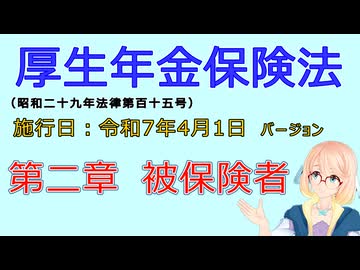 厚生年金保険法
(昭和二十九年法律第百十五号)
施行日:令和7年4月1日 バージョン
第二章 被保険者